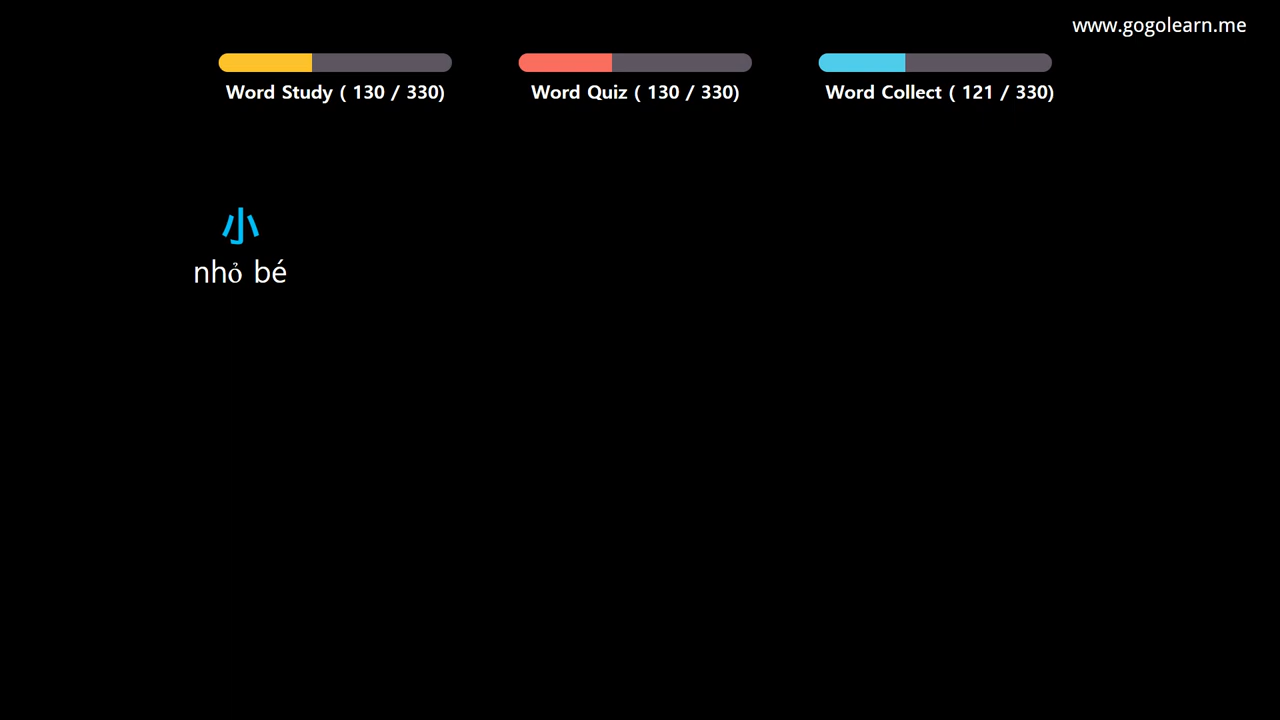 www.gogolearn.me
Word Study ( 130 / 330)
Word Quiz ( 130 / 330)
Word Collect ( 121 / 330)
小
nhỏ bé